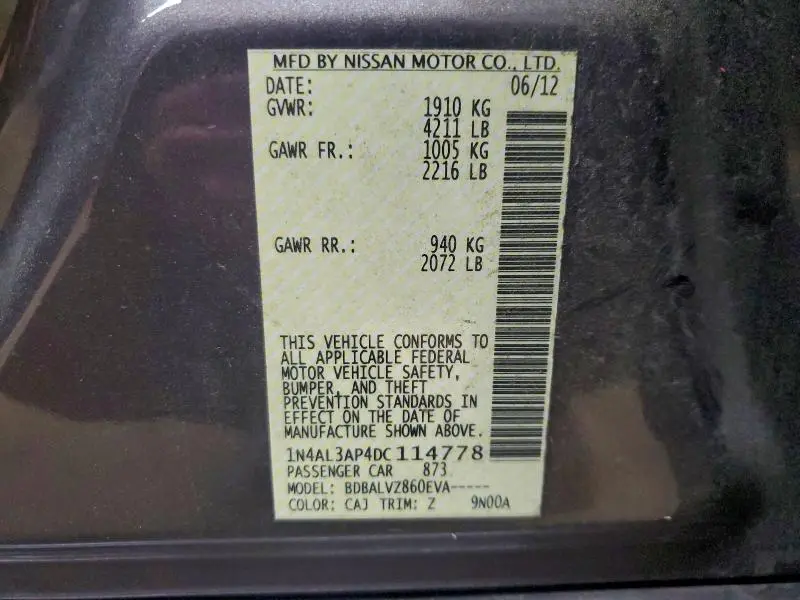 MFD BY NISSAN MOTOR CO., LTD.
DATE: 06/12
GVWR: 1910 KG
4211 LB
GAWR FR.: 1005 KG
2216 LB
GAWR RR.: 940 KG
2072 LB
THIS VEHICLE CONFORMS TO
ALL APPLICABLE FEDERAL
MOTOR VEHICLE SAFETY,
BUMPER, AND THEFT
PREVENTION STANDARDS IN
EFFECT ON THE DATE OF
MANUFACTURE SHOWN ABOVE.
1N4AL3AP4DC114778
PASSENGER CAR 873
MODEL: BDBALVZ860EVA-----
COLOR: CAJ TRIM: Z 9N00A